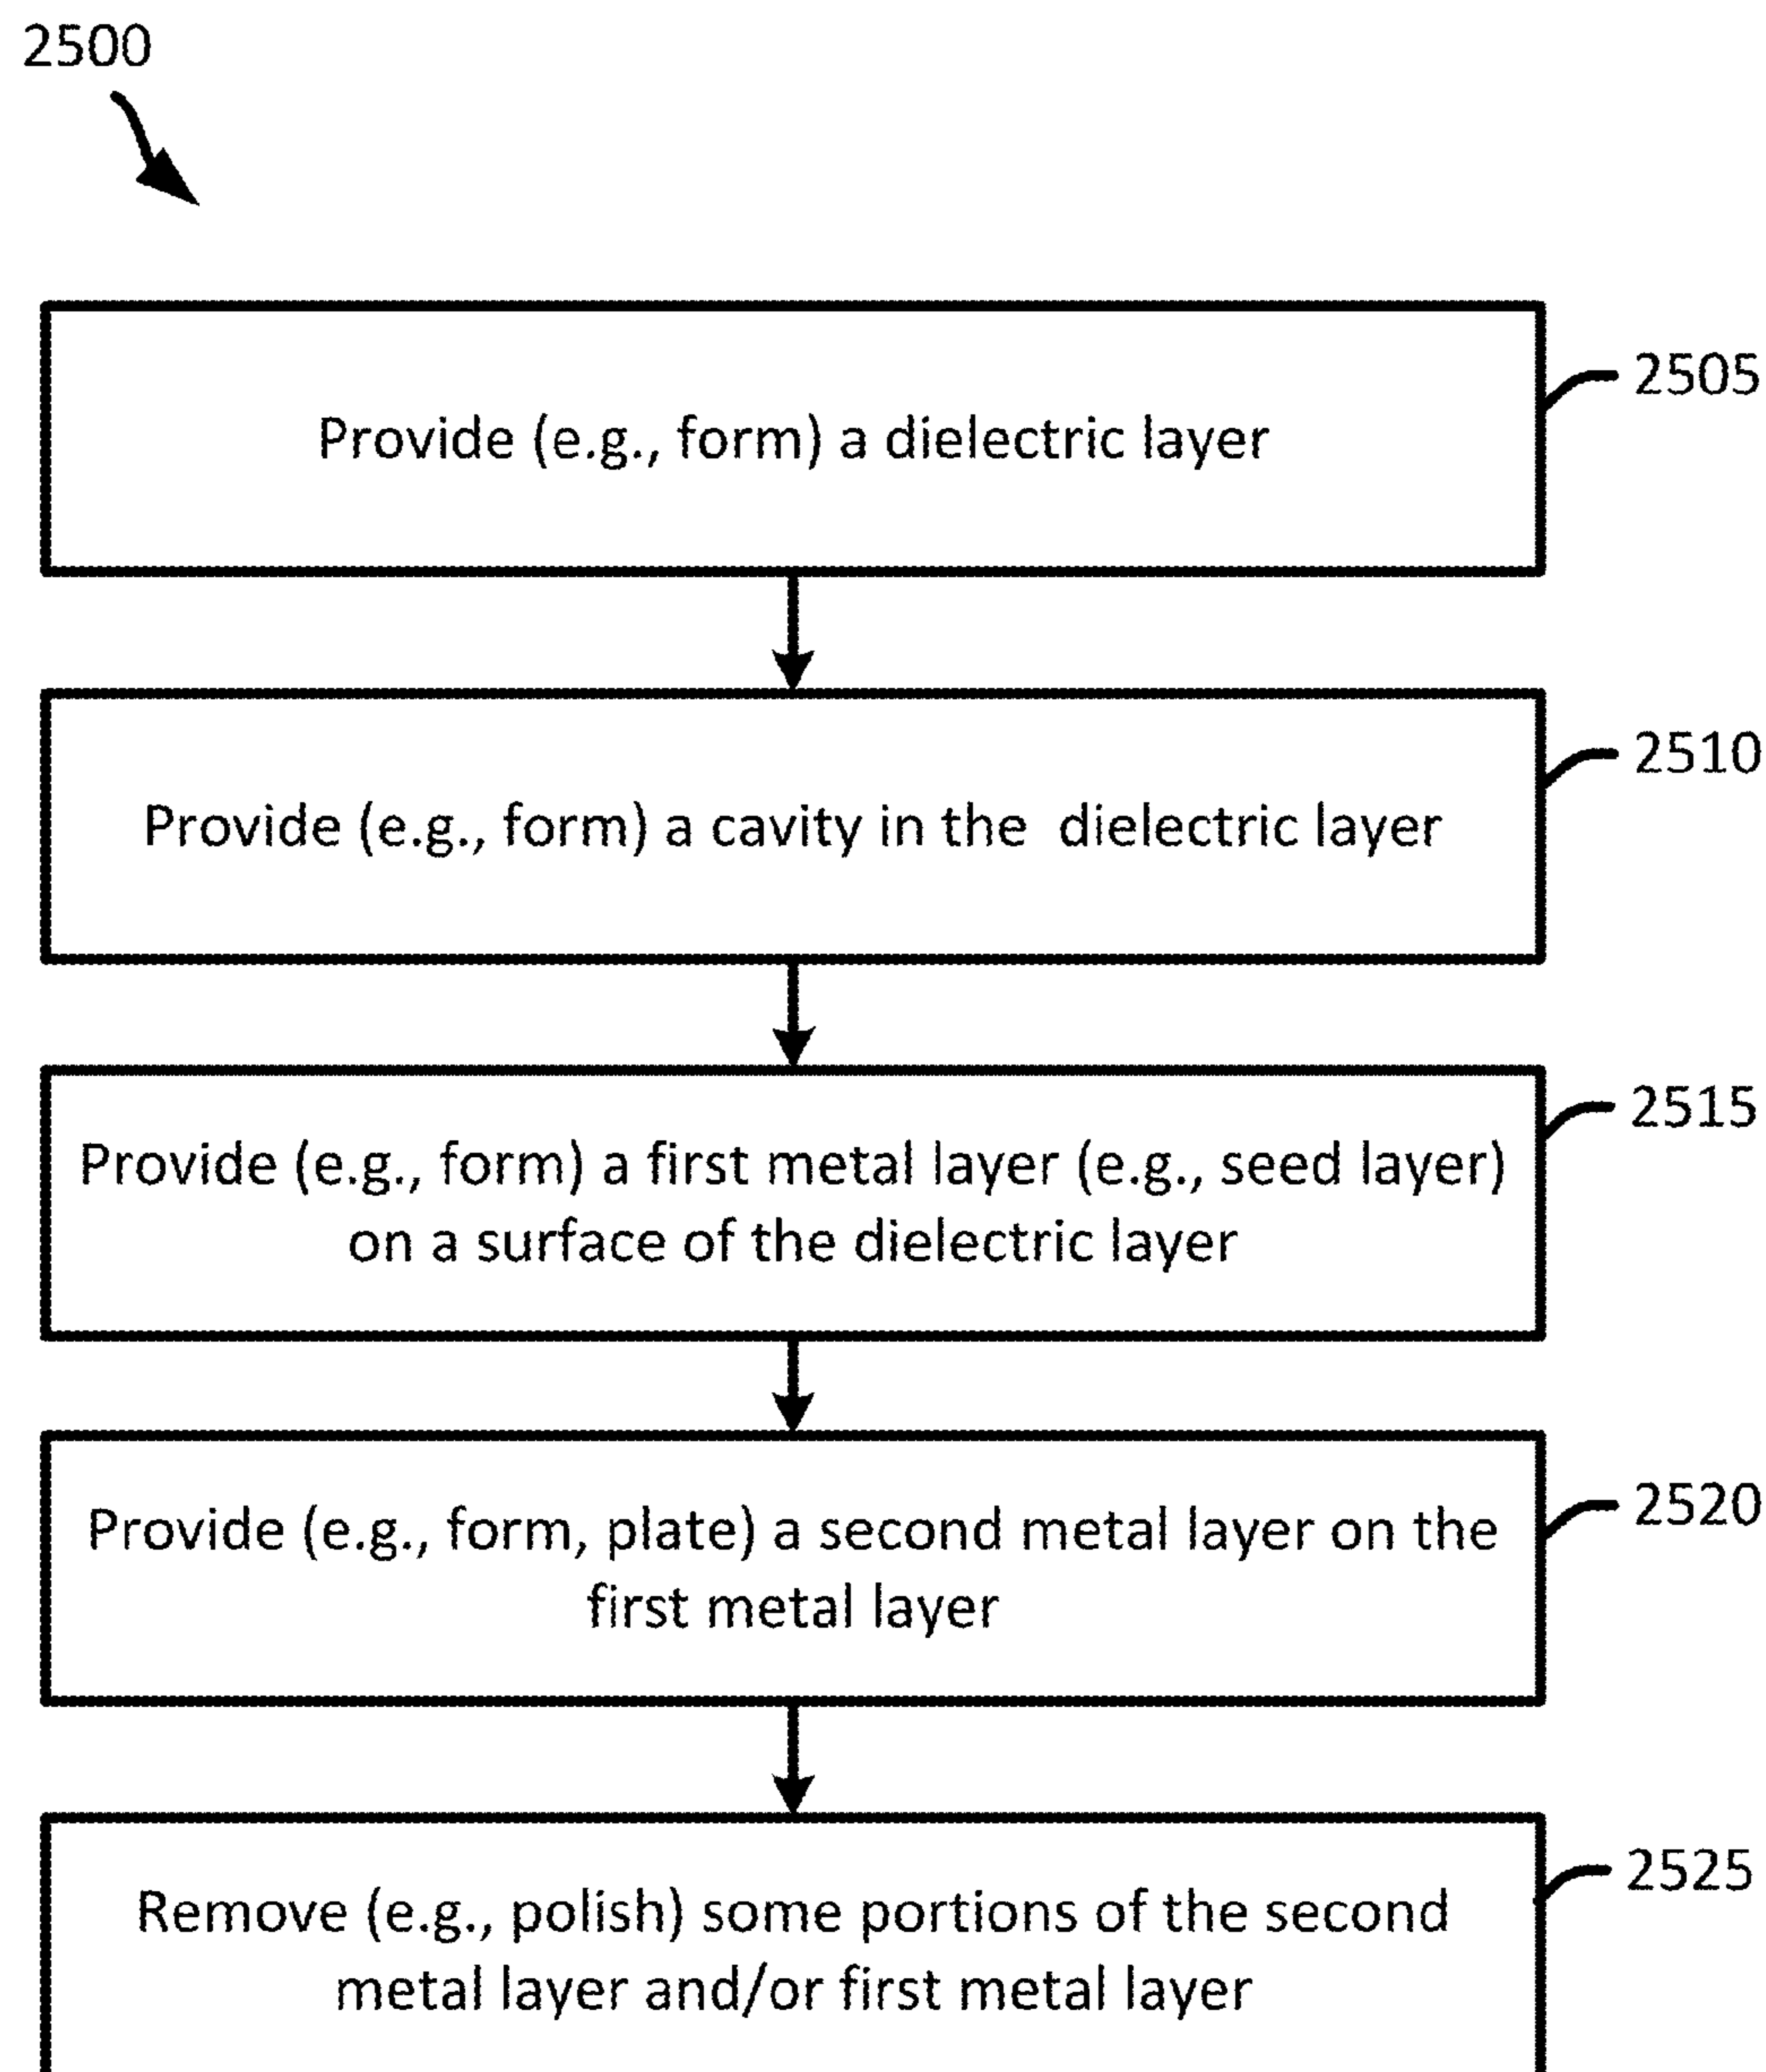 2500
Provide (e.g., form) a dielectric layer
2505
Provide (e.g., form) a cavity in the  dielectric layer
2510
Provide (e.g., form) a first metal layer (e.g., seed layer)
on a surface of the dielectric layer
2515
Provide (e.g., form, plate) a second metal layer on the
first metal layer
2520
Remove (e.g., polish) some portions of the second
metal layer and/or first metal layer
2525